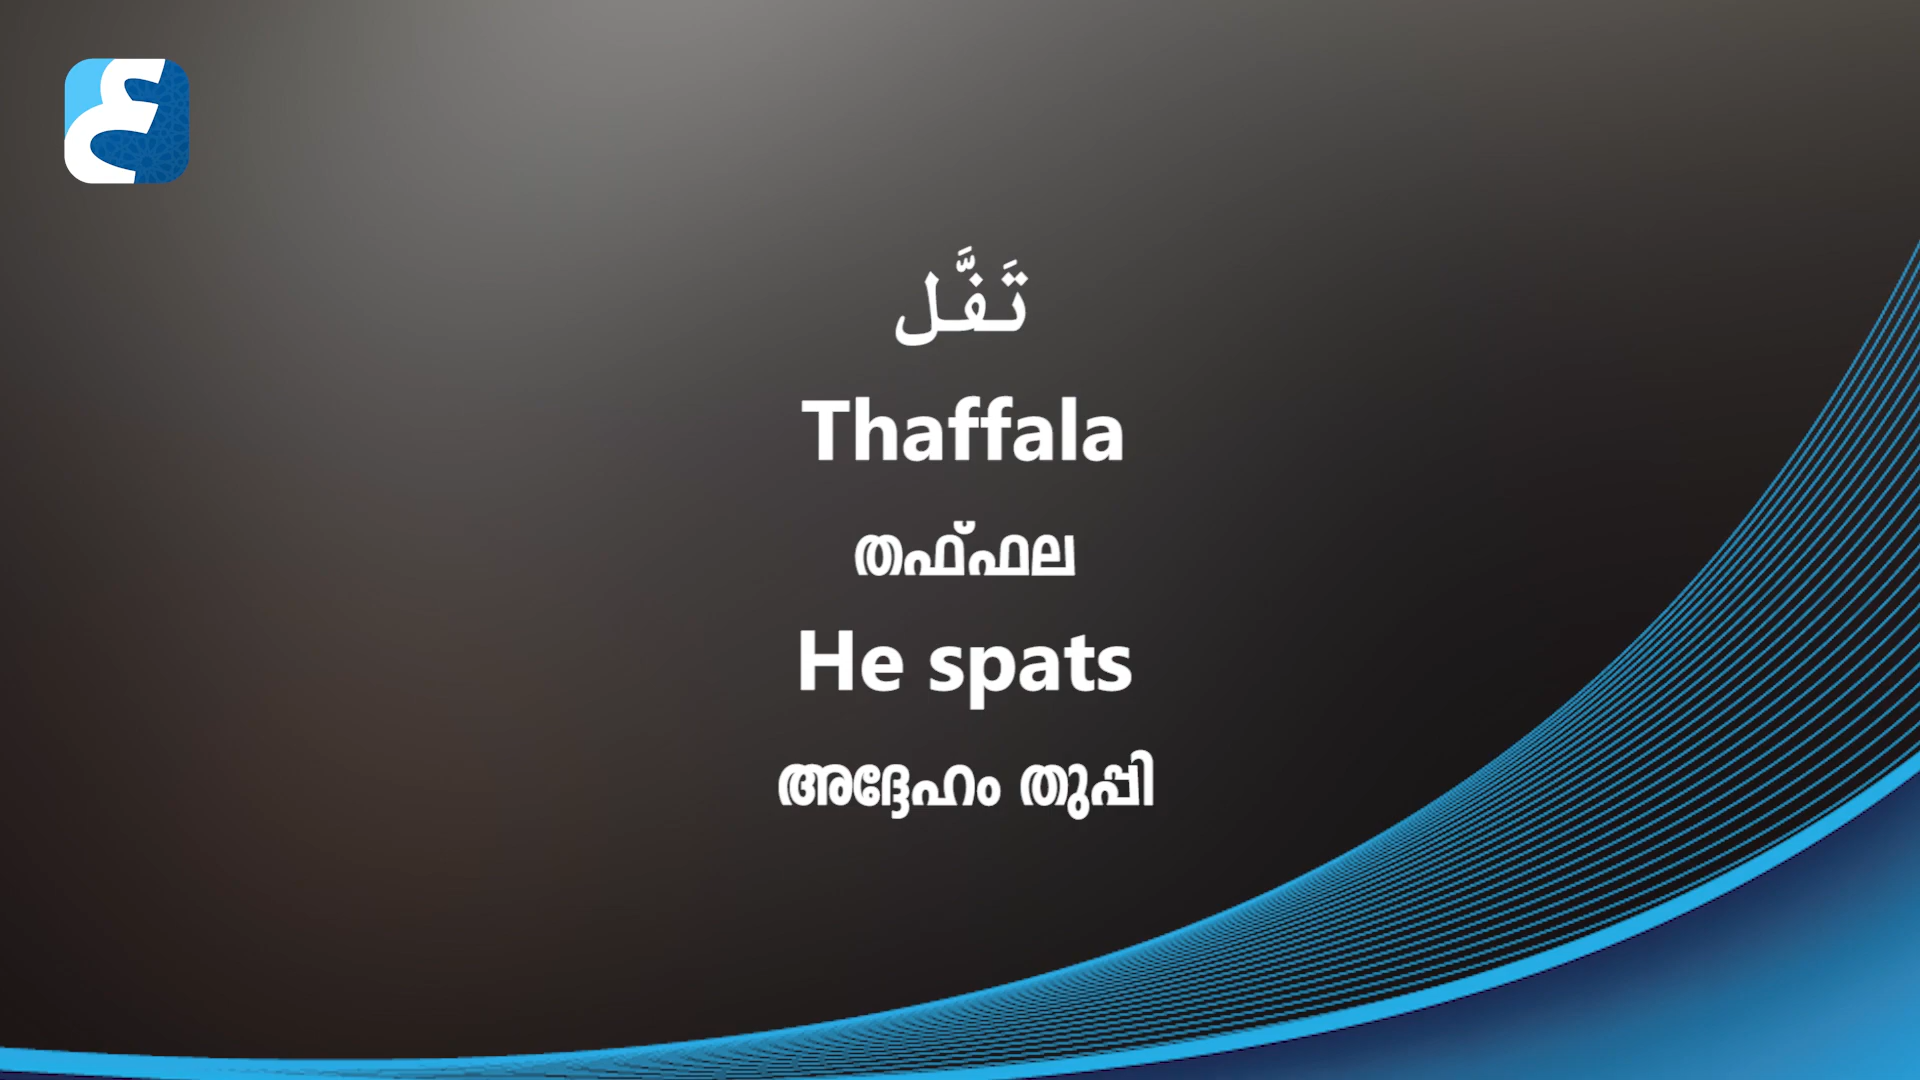 تَفَّل
Thaffala
തഫ്ഫല
He spats
അദ്ദേഹം തുപ്പി